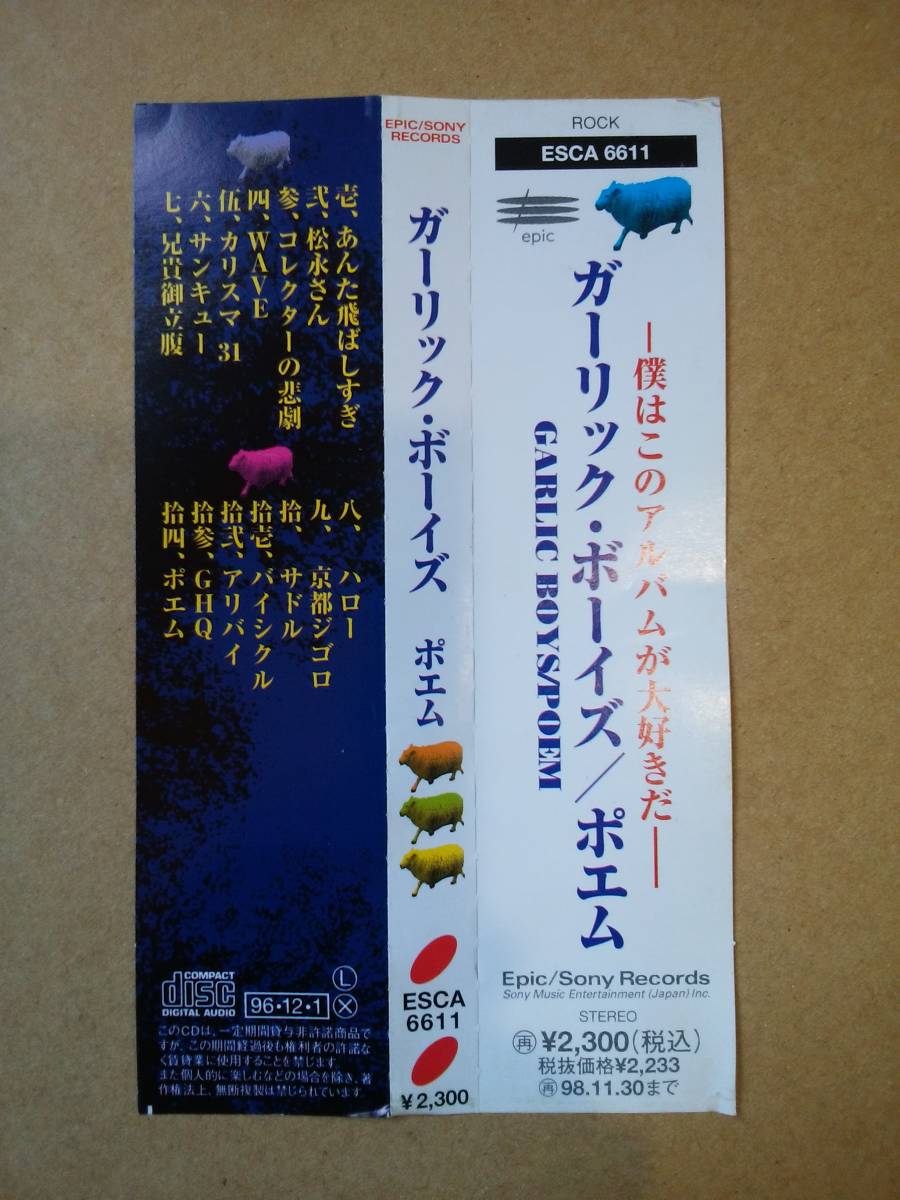 ROCK
ESCA 6611
epic
―僕はこのアルバムが大好きだ―
ガーリック・ボーイズ/ポエム
GARLIC BOYS/POEM
Epic/Sony Records
Sony Music Entertainment (Japan) Inc.
STEREO
再 ¥2,300(税込)
税抜価格¥2,233
再 98.11.30まで
EPIC/SONY
RECORDS
ガーリック・ボーイズ ポエム
ESCA
6611
¥2,300
壱、あんた飛ばしすぎ
弐、松永さん
参、コレクターの悲劇
四、WAVE
伍、カリスマ 31
六、サンキュー
七、兄貴御立腹
八、ハロー
九、京都ジゴロ
拾、サドル
拾壱、バイシクル
拾弐、アリバイ
拾参、GHQ
拾四、ポエム
COMPACT
disc
DIGITAL AUDIO
96・12・1
L
X
このCDは、一定期間貸与非許諾商品で
すが、この期間経過後も権利者の許諾な
く賃貸業に使用することを禁じます。
また個人的に楽しむなどの場合を除き、著
作権法上、無断複製は禁じられています。